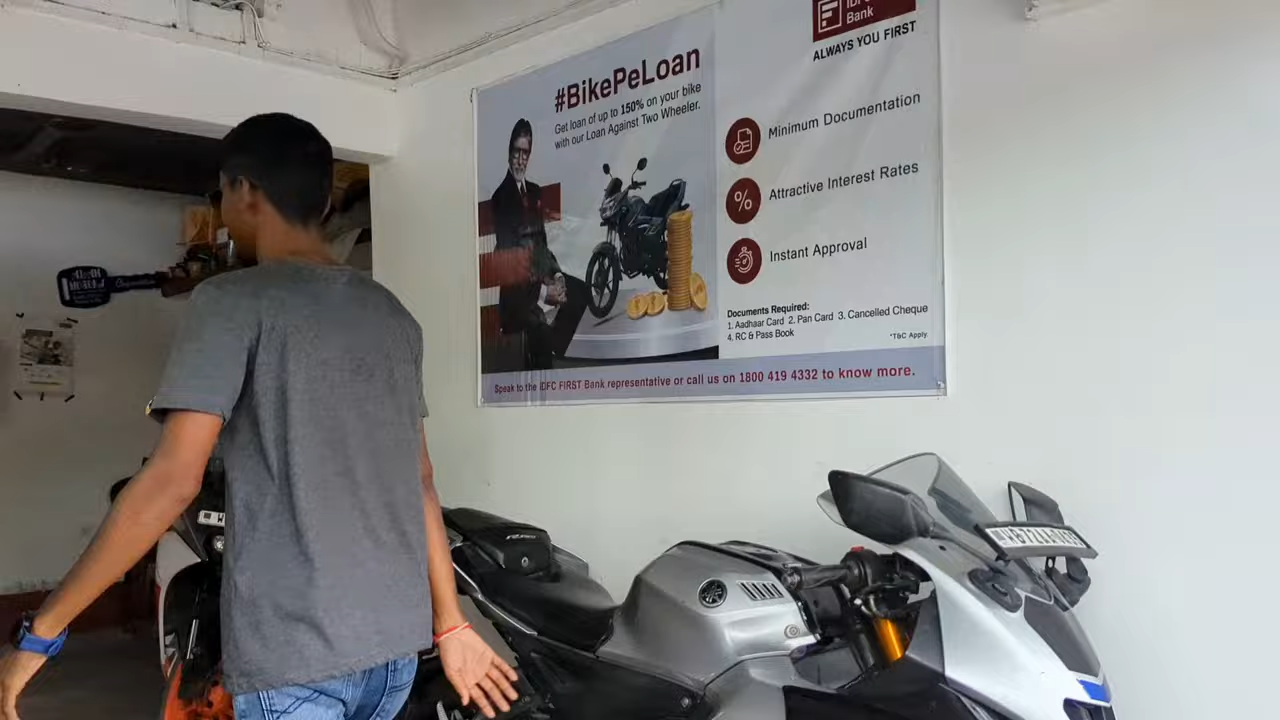 #BikePeLoan
Get loan of up to 150% on your bike
with our Loan Against Two Wheeler.
Bank
ALWAYS YOU FIRST
Minimum Documentation
%
Attractive Interest Rates
Instant Approval
Documents Required:
1. Aadhaar Card 2. Pan Card 3. Cancelled Cheque
4. RC & Pass Book
*T&C Apply
Speak to the IDFC FIRST Bank representative or call us on 1800 419 4332 to know more.